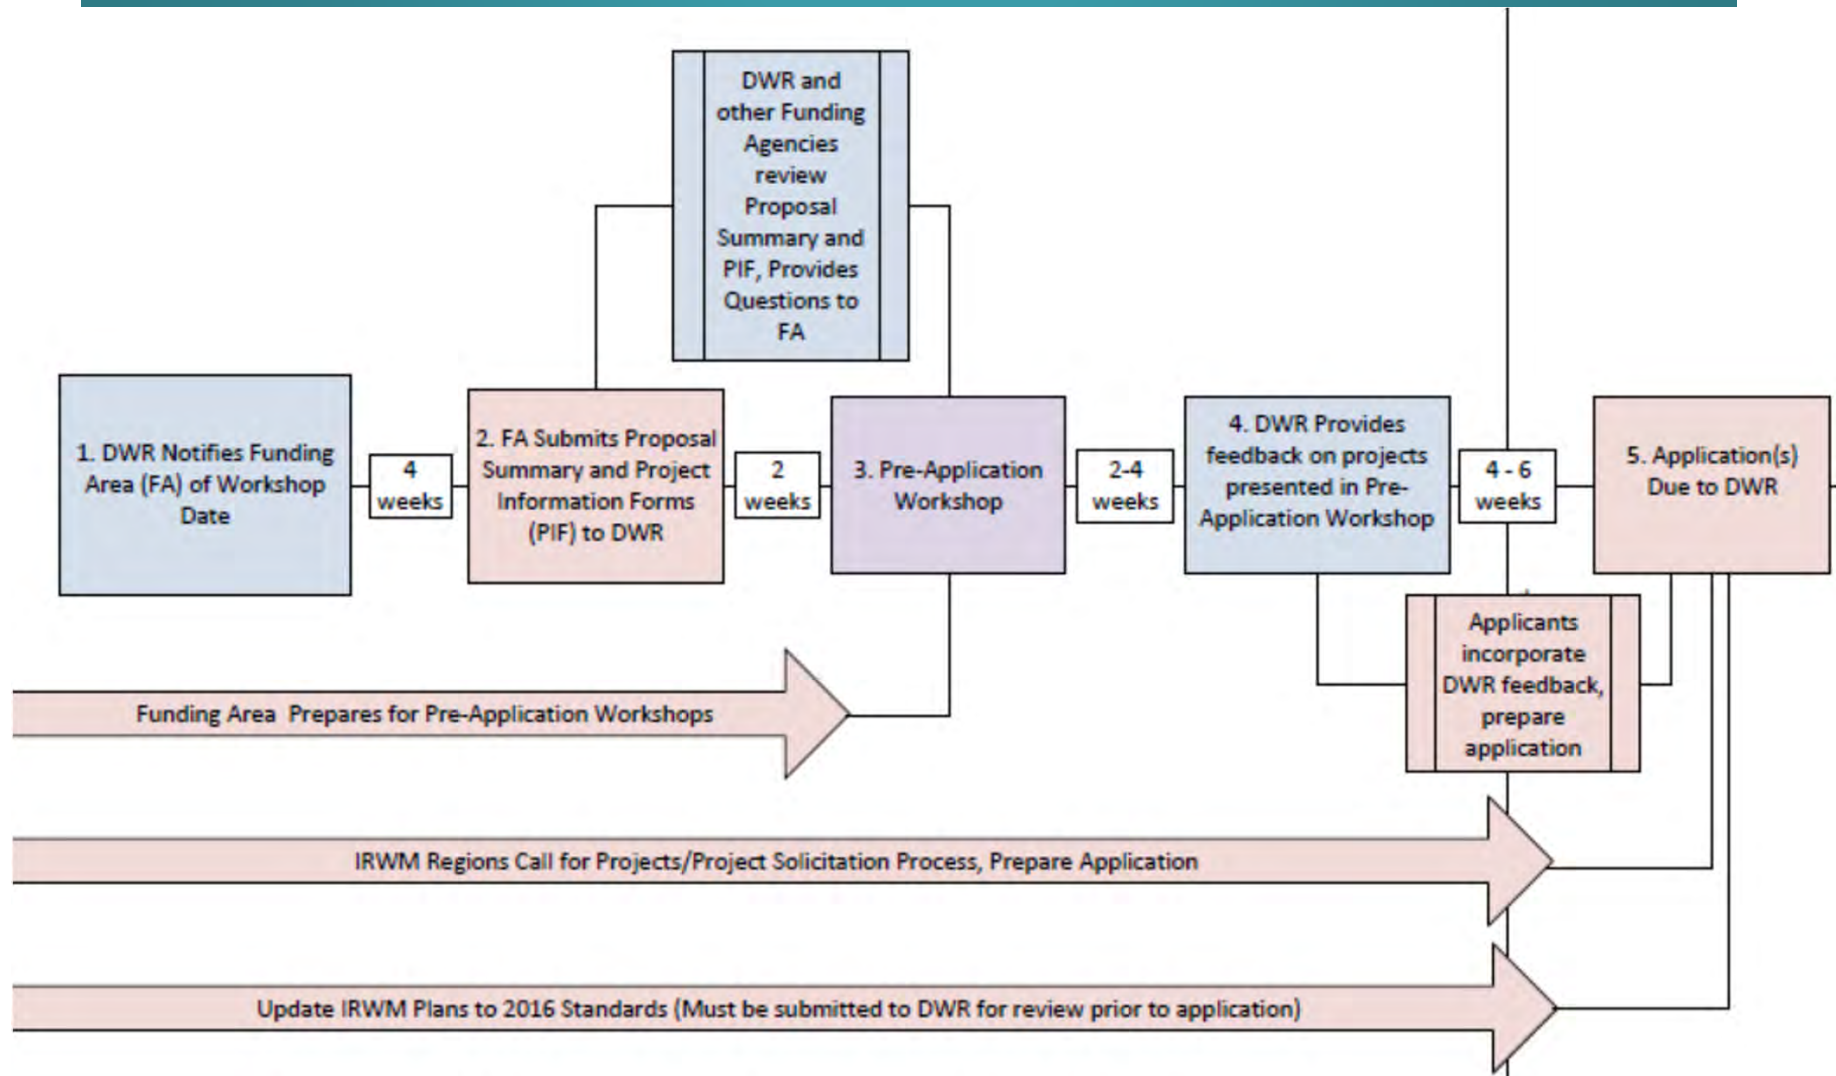 DWR and
other Funding
Agencies
review
Proposal
Summary and
PIF, Provides
Questions to
FA
1. DWR Notifies Funding
Area (FA) of Workshop
Date
4
weeks
2. FA Submits Proposal
Summary and Project
Information Forms
(PIF) to DWR
2
weeks
3. Pre-Application
Workshop
2-4
weeks
4. DWR Provides
feedback on projects
presented in Pre-
Application Workshop
4 - 6
weeks
5. Application(s)
Due to DWR
Applicants
incorporate
DWR feedback,
prepare
application
Funding Area Prepares for Pre-Application Workshops
IRWM Regions Call for Projects/Project Solicitation Process, Prepare Application
Update IRWM Plans to 2016 Standards (Must be submitted to DWR for review prior to application)